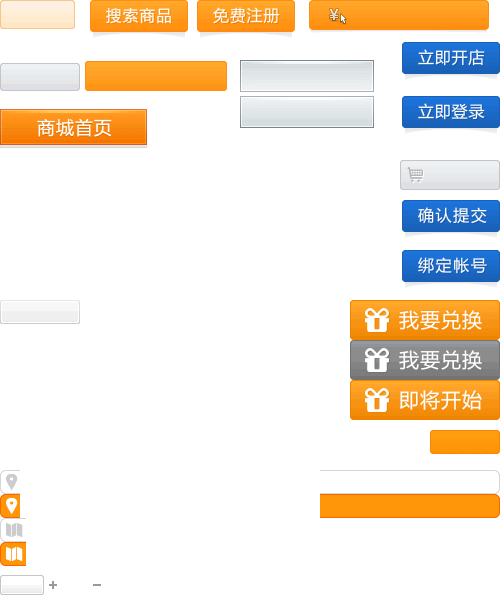 搜索商品
免费注册
¥
立即开店
立即登录
商城首页
确认提交
绑定帐号
我要兑换
我要兑换
即将开始